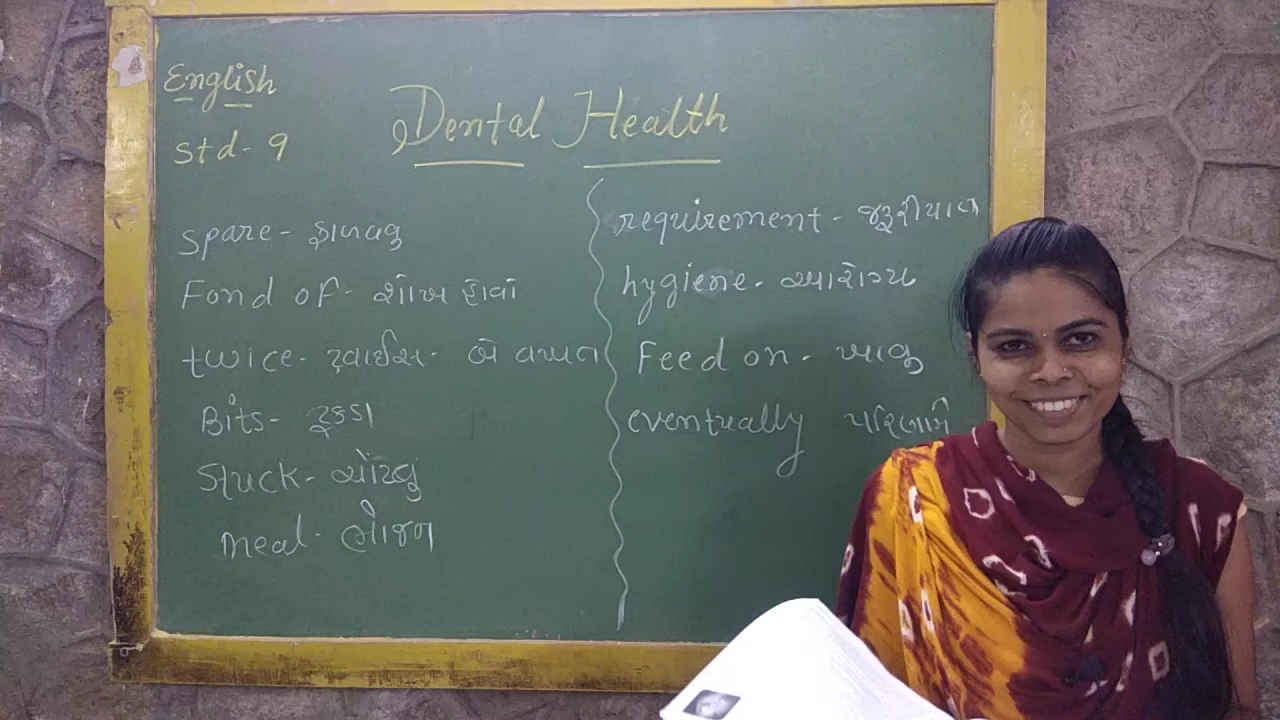 English
Std - 9
Dental Health
spare - ફાળવવુ
Fond of - શોખ હોવો
twice - ટ્વાઈસ - બે વખત
Bits - ટુકડા
Stuck - ચોંટવું
meal - ભોજન
requirement - જરૂરીયાત
hygiene - આરોગ્ય
Feed on - ખાવુ
eventually પરિણામે